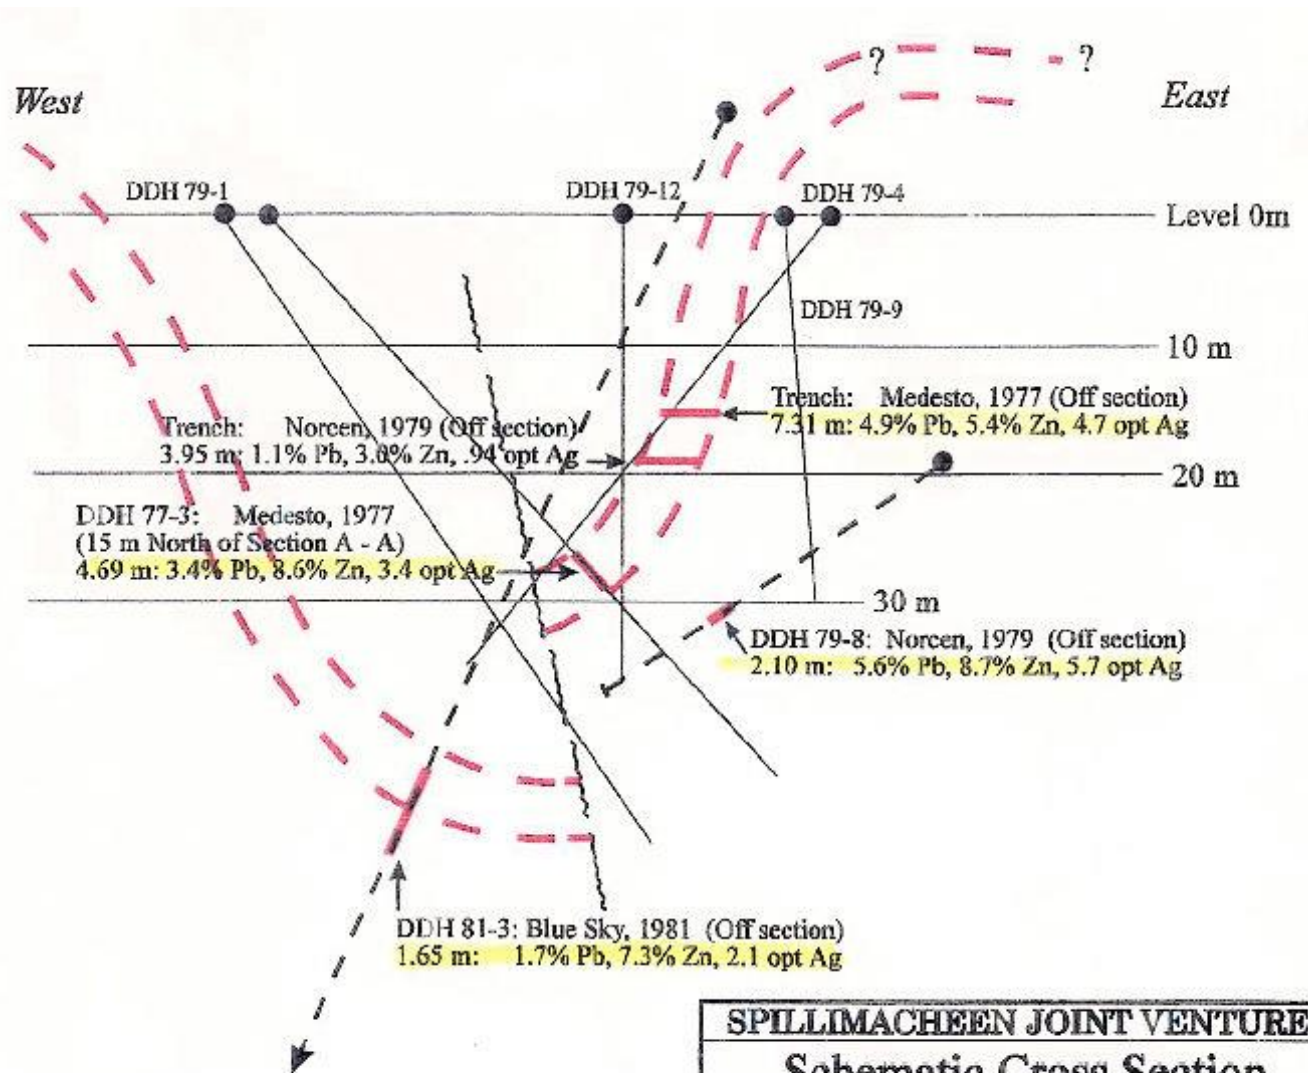 ? ?
West East
DDH 79-1 DDH 79-12 DDH 79-4
Level 0m
DDH 79-9
10 m
Trench: Medesto, 1977 (Off section)
7.31 m: 4.9% Pb, 5.4% Zn, 4.7 opt Ag
Trench: Norcen, 1979 (Off section)
3.95 m: 1.1% Pb, 3.0% Zn, .94 opt Ag
20 m
DDH 77-3: Medesto, 1977
(15 m North of Section A - A)
4.69 m: 3.4% Pb, 8.6% Zn, 3.4 opt Ag
30 m
DDH 79-8: Norcen, 1979 (Off section)
2.10 m: 5.6% Pb, 8.7% Zn, 5.7 opt Ag
DDH 81-3: Blue Sky, 1981 (Off section)
1.65 m: 1.7% Pb, 7.3% Zn, 2.1 opt Ag
SPILLIMACHEEN JOINT VENTURE
Schematic Cross Section